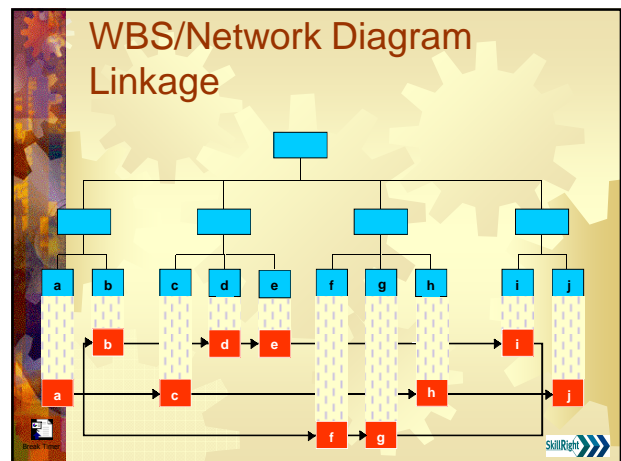 WBS/Network Diagram
Linkage
a b c d e f g h i j
b d e i
a c h j
f g
Break Timer
SkillRight